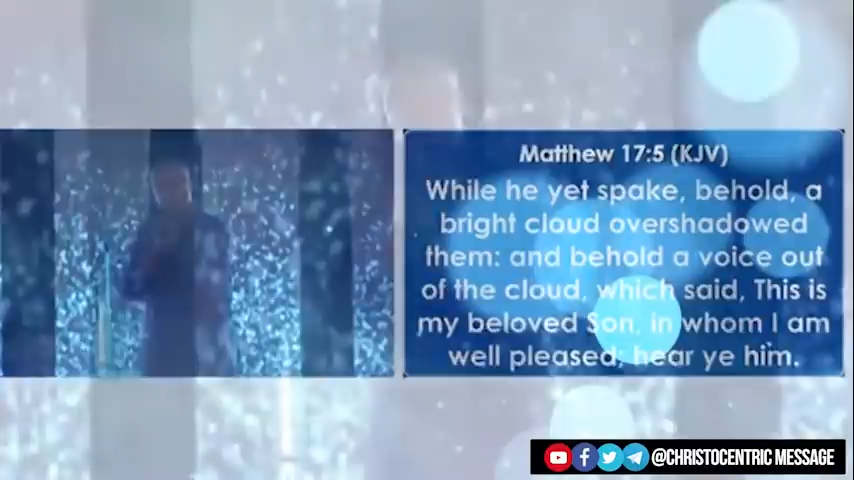 Matthew 17:5 (KJV)
While he yet spake, behold, a
bright cloud overshadowed
them: and behold a voice out
of the cloud, which said, This is
my beloved Son, in whom I am
well pleased; hear ye him.
@CHRISTOCENTRIC MESSAGE